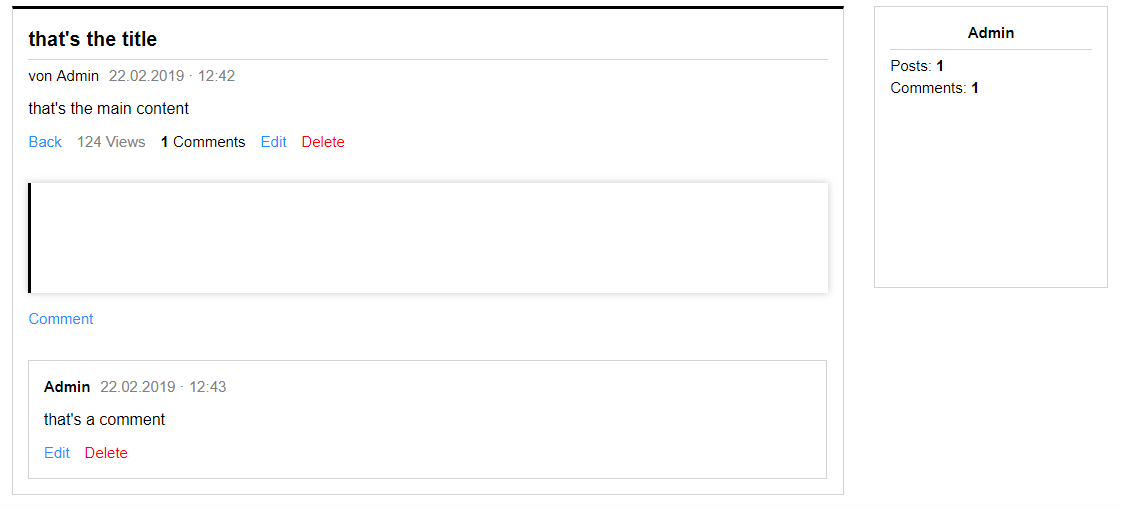 that's the title
von Admin 22.02.2019 · 12:42
that's the main content
Back 124 Views 1 Comments Edit Delete
Comment
Admin 22.02.2019 · 12:43
that's a comment
Edit Delete
Admin
Posts: 1
Comments: 1